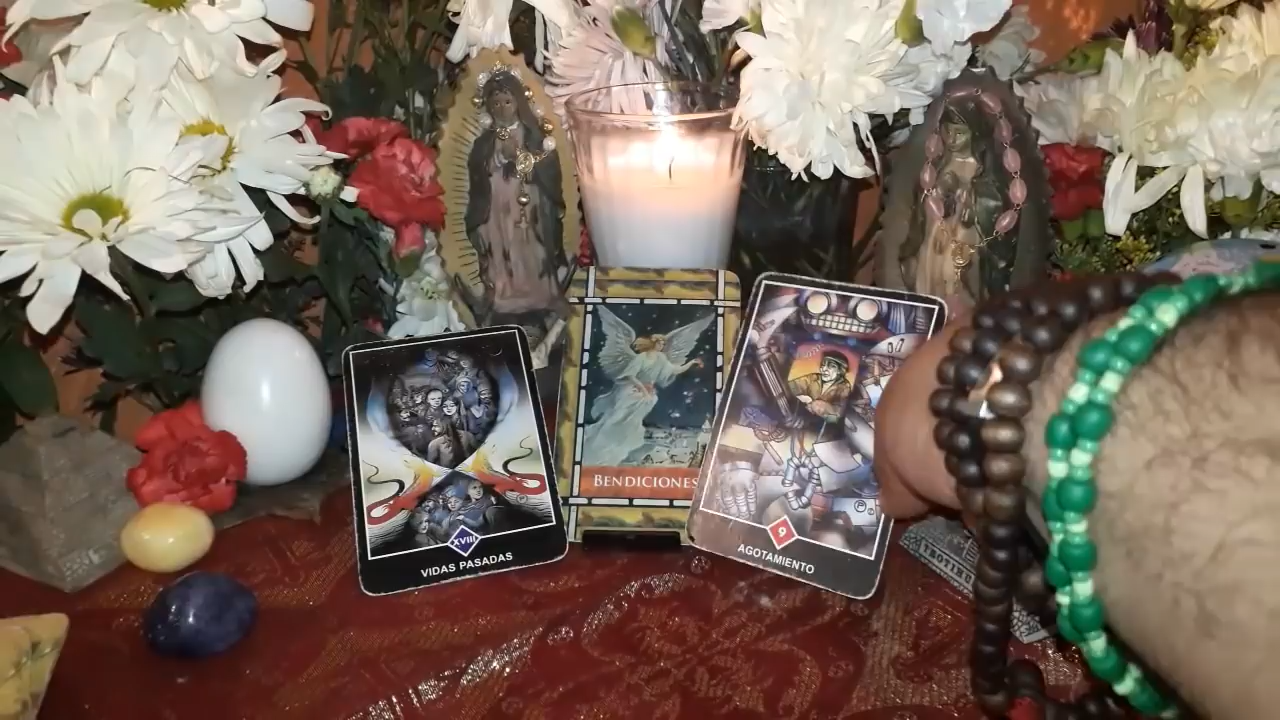 BENDICIONES
XVIII
VIDAS PASADAS
9
AGOTAMIENTO